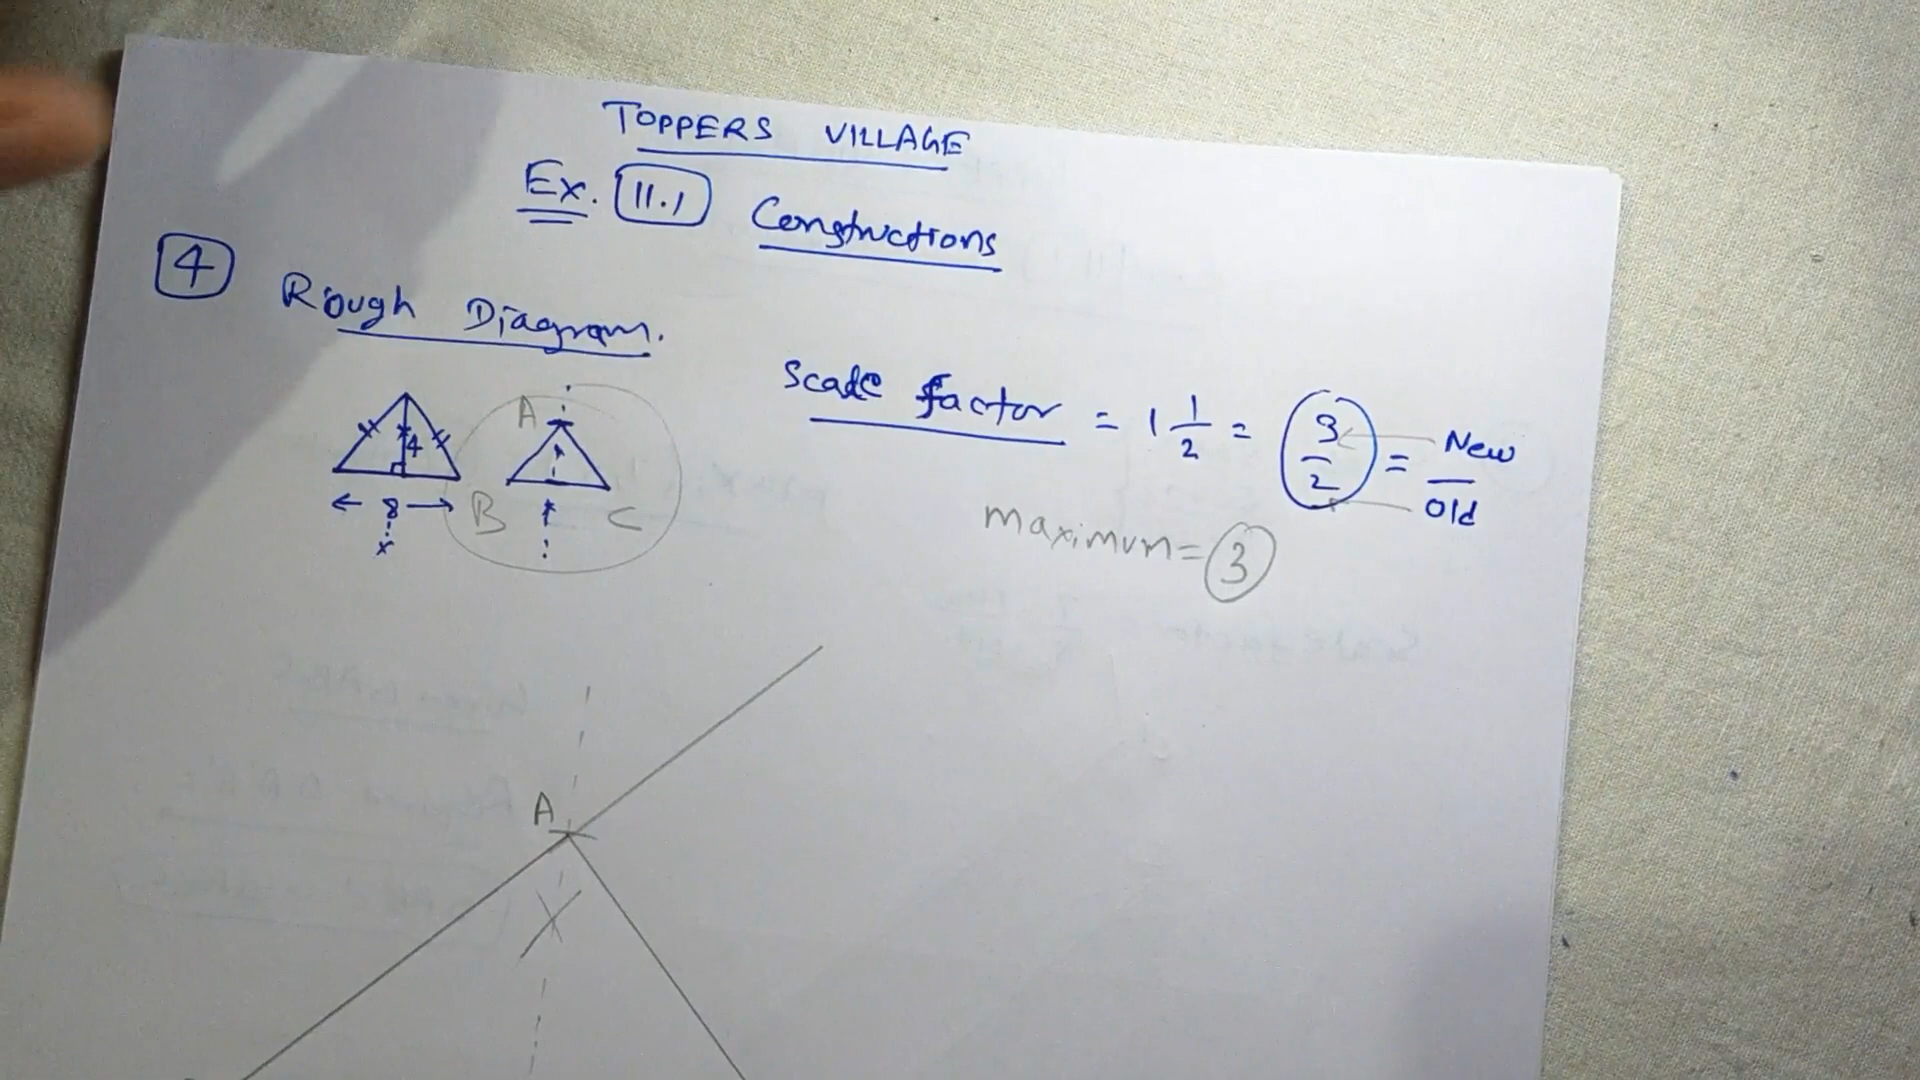 TOPPERS VILLAGE
Ex. 11.1 Constructions
4 Rough Diagram.
Scale factor = 1 1/2 = 3/2 = New/Old
maximum = 3
A
4
8
B C
A